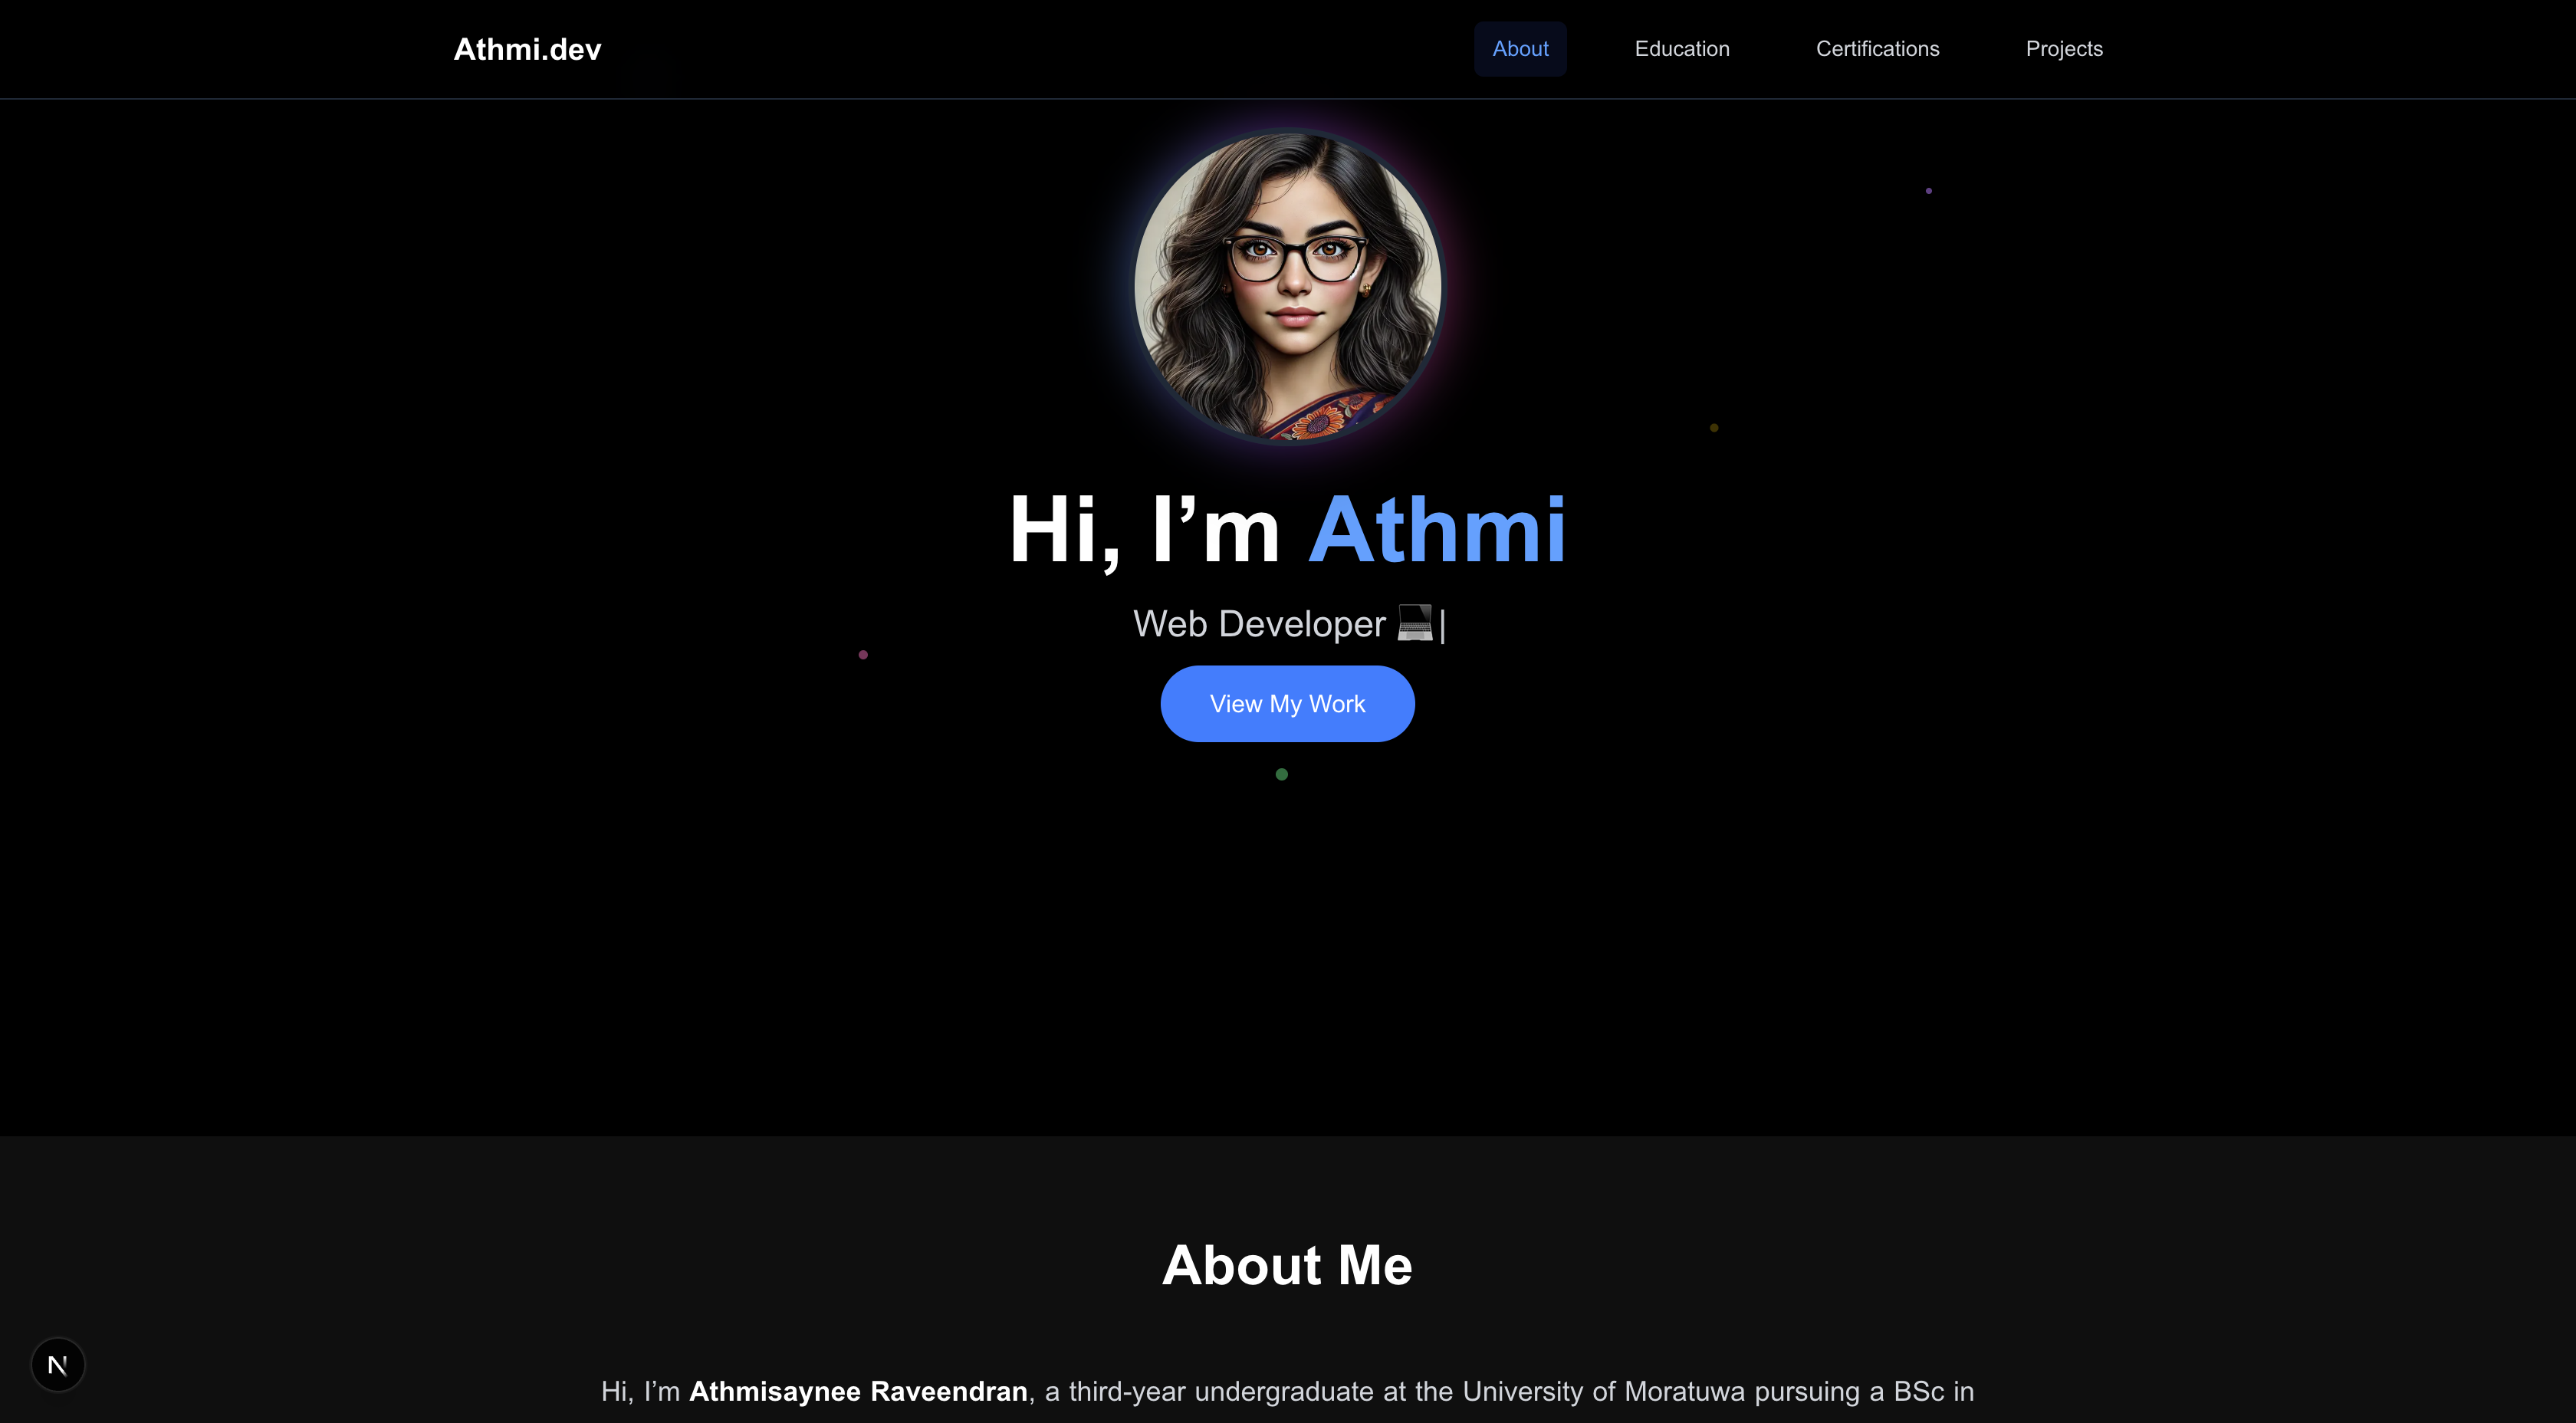 Athmi.dev About Education Certifications Projects
Hi, I’m Athmi
Web Developer 💻|
View My Work
About Me
N
Hi, I’m Athmisaynee Raveendran, a third-year undergraduate at the University of Moratuwa pursuing a BSc in